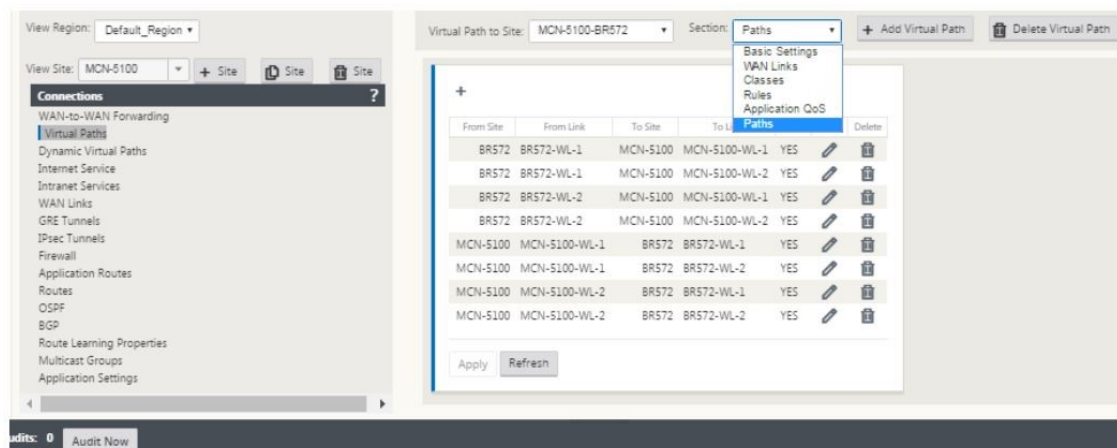 View Region: Default_Region
View Site: MCN-5100 + Site Site Site
Connections ?
WAN-to-WAN Forwarding
Virtual Paths
Dynamic Virtual Paths
Internet Service
Intranet Services
WAN Links
GRE Tunnels
IPsec Tunnels
Firewall
Application Routes
Routes
OSPF
BGP
Route Learning Properties
Multicast Groups
Application Settings
Virtual Path to Site: MCN-5100-BR572 Section: Paths + Add Virtual Path Delete Virtual Path
Basic Settings
WAN Links
Classes
Rules
Application QoS
Paths
+
From Site From Link To Site To Li Delete
BR572 BR572-WL-1 MCN-5100 MCN-5100-WL-1 YES
BR572 BR572-WL-1 MCN-5100 MCN-5100-WL-2 YES
BR572 BR572-WL-2 MCN-5100 MCN-5100-WL-1 YES
BR572 BR572-WL-2 MCN-5100 MCN-5100-WL-2 YES
MCN-5100 MCN-5100-WL-1 BR572 BR572-WL-1 YES
MCN-5100 MCN-5100-WL-1 BR572 BR572-WL-2 YES
MCN-5100 MCN-5100-WL-2 BR572 BR572-WL-1 YES
MCN-5100 MCN-5100-WL-2 BR572 BR572-WL-2 YES
Apply Refresh
udits: 0 Audit Now